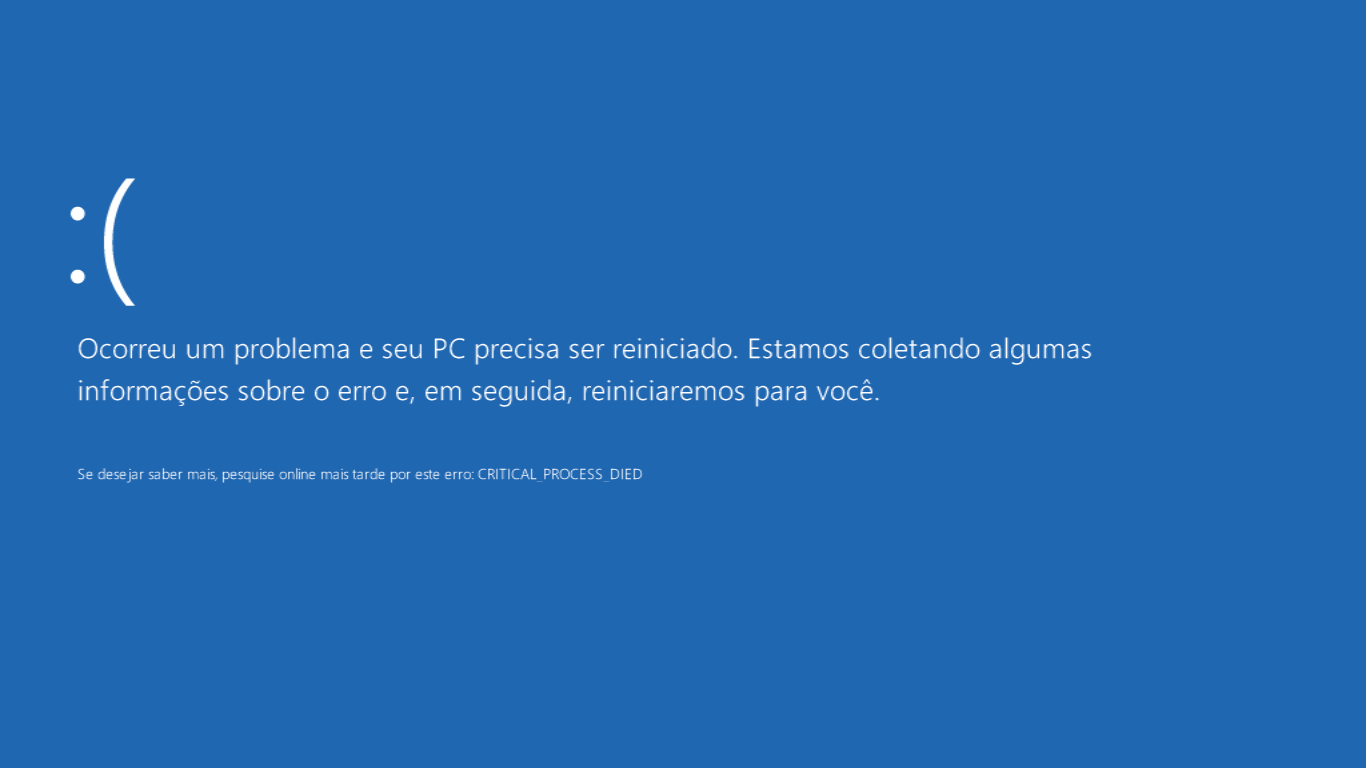 :(
Ocorreu um problema e seu PC precisa ser reiniciado. Estamos coletando algumas
informações sobre o erro e, em seguida, reiniciaremos para você.
Se desejar saber mais, pesquise online mais tarde por este erro: CRITICAL_PROCESS_DIED